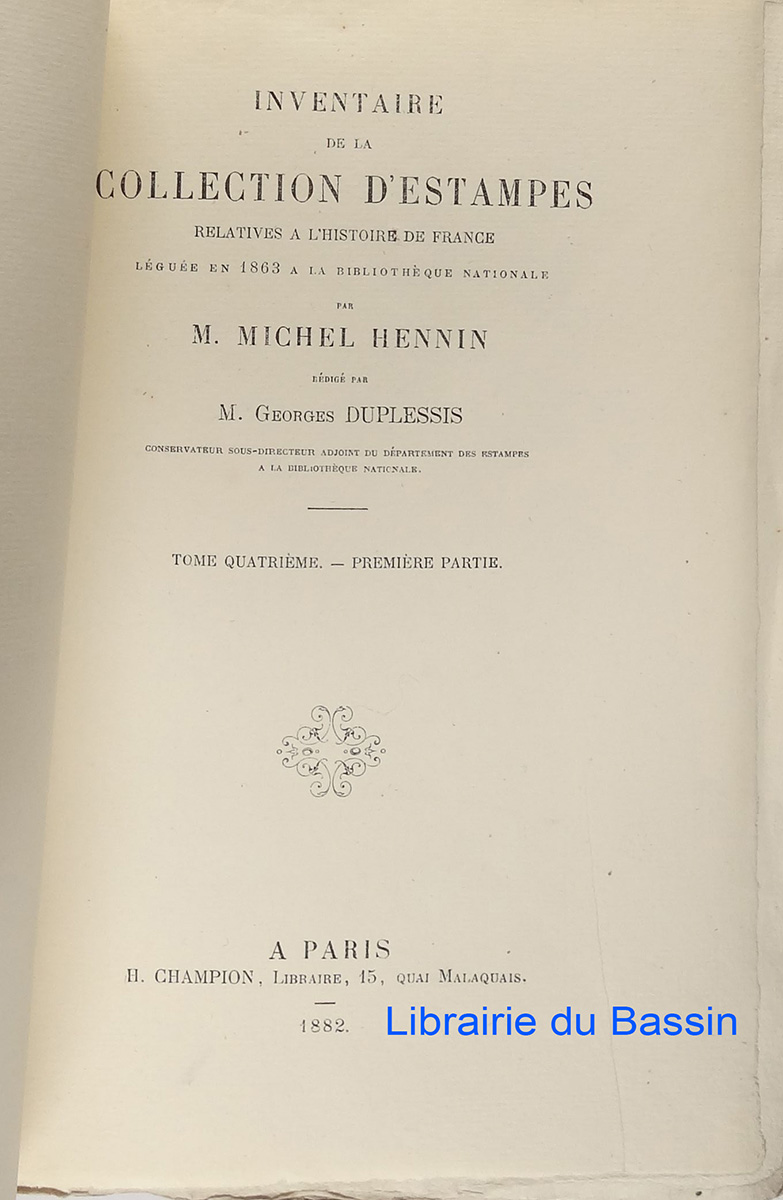 INVENTAIRE
DE LA
COLLECTION D'ESTAMPES
RELATIVES A L'HISTOIRE DE FRANCE
LÉGUÉE EN 1863 A LA BIBLIOTHÈQUE NATIONALE
PAR
M. MICHEL HENNIN
RÉDIGÉ PAR
M. GEORGES DUPLESSIS
CONSERVATEUR SOUS-DIRECTEUR ADJOINT DU DÉPARTEMENT DES ESTAMPES
A LA BIBLIOTHÈQUE NATIONALE.
TOME QUATRIÈME. — PREMIÈRE PARTIE.
A PARIS
H. CHAMPION, LIBRAIRE, 15, QUAI MALAQUAIS.
1882.
Librairie du Bassin